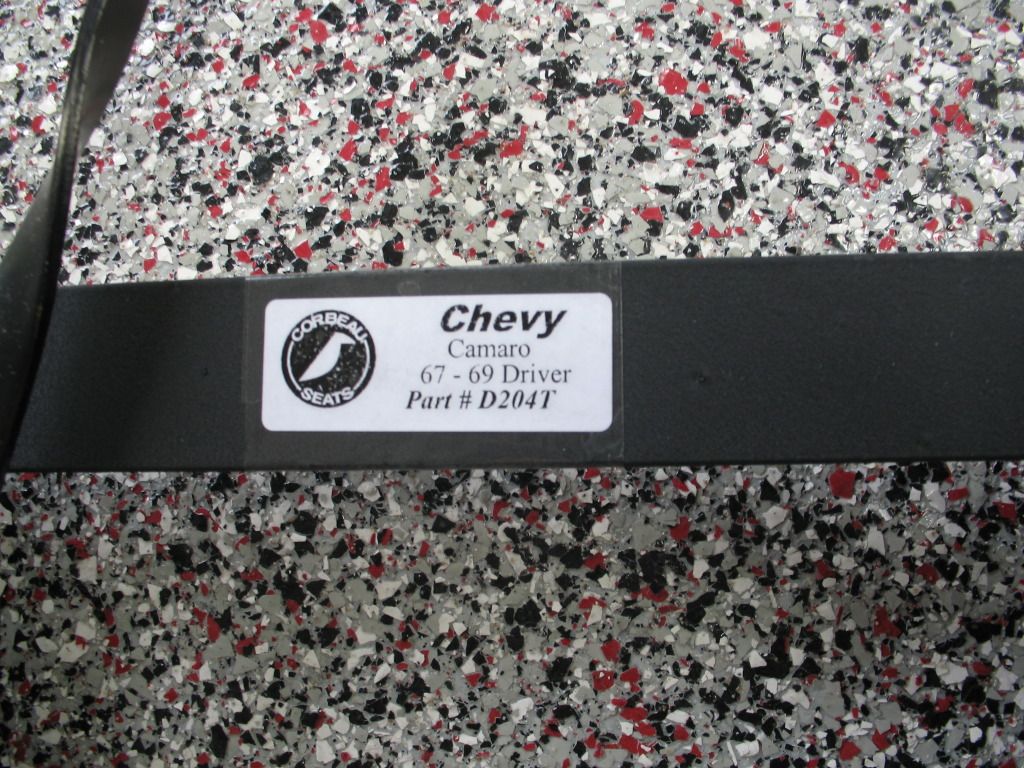 CORBEAU
SEATS
Chevy
Camaro
67 - 69 Driver
Part # D204T